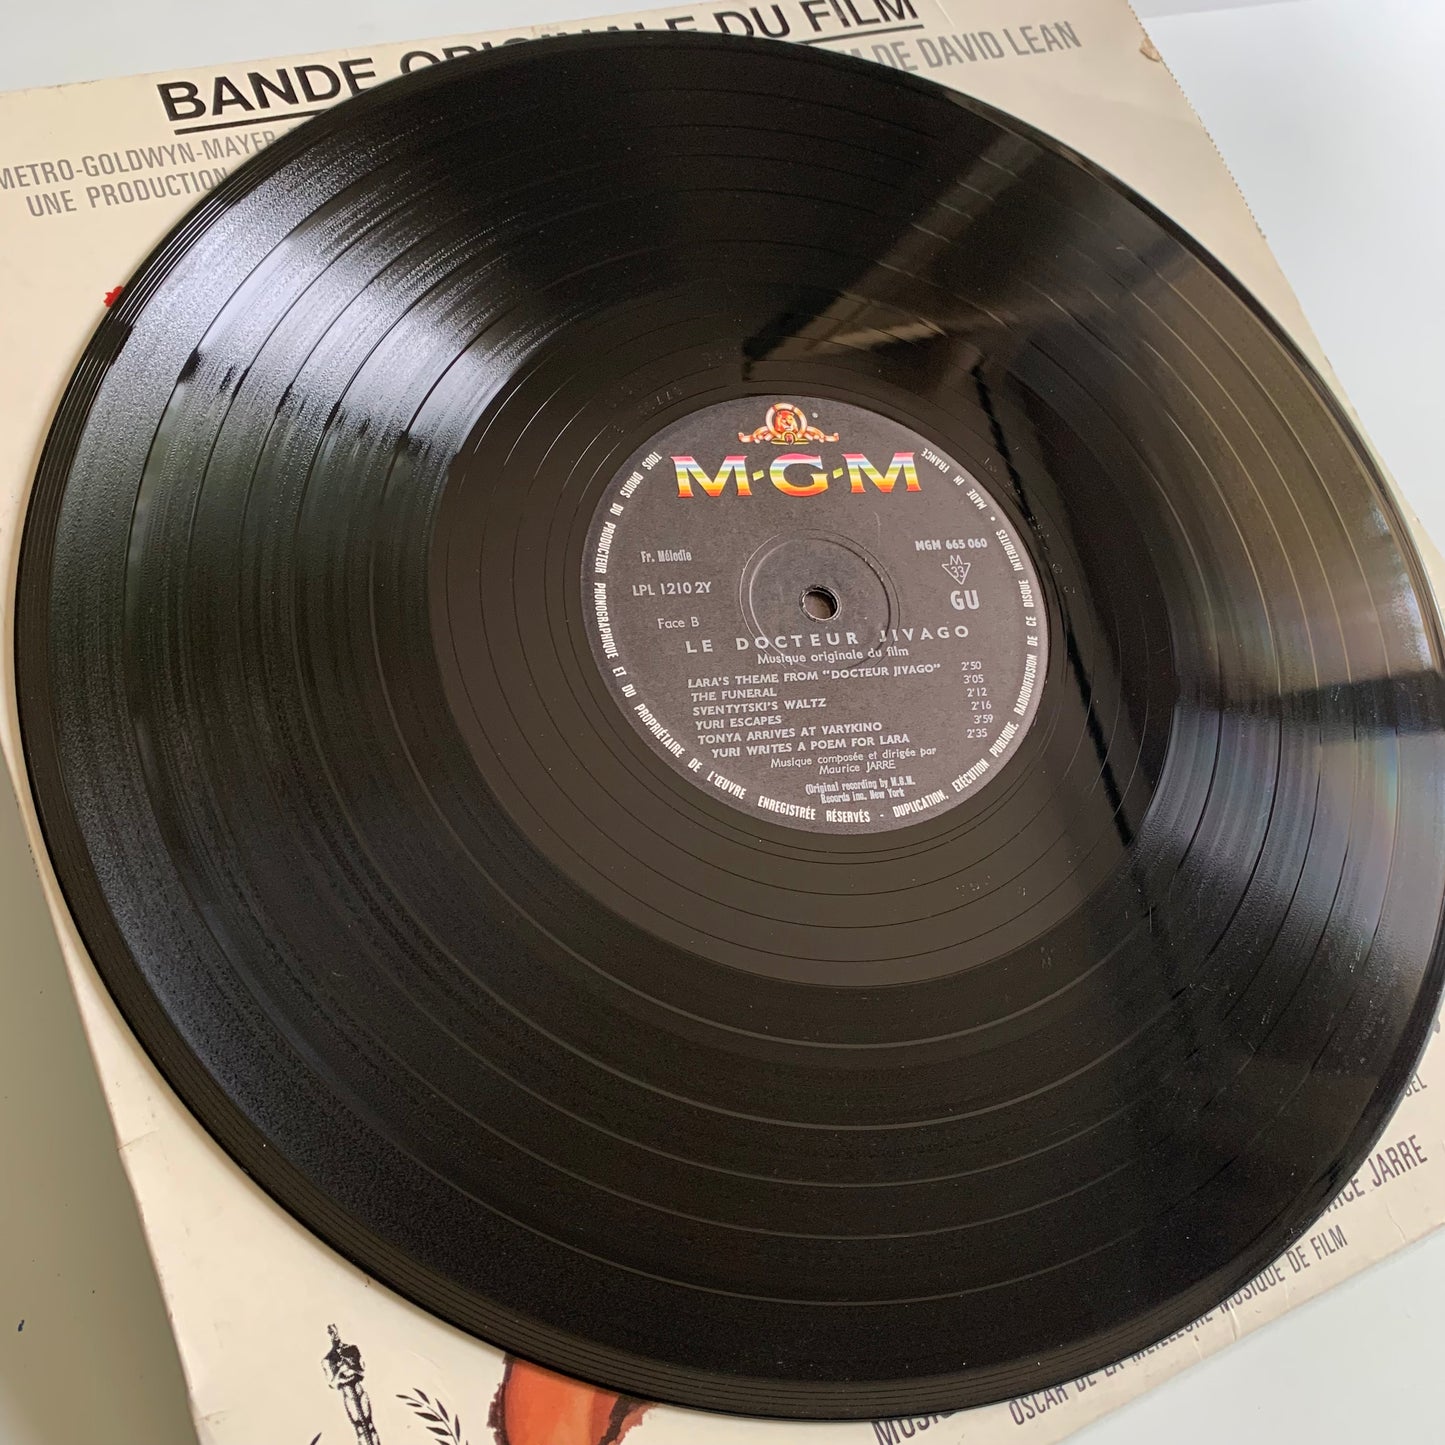 BANDE ORIGINALE DU FILM
DE DAVID LEAN
METRO-GOLDWYN-MAYER
UNE PRODUCTION
M-G-M
TOUS DROITS DU PRODUCTEUR PHONOGRAPHIQUE ET DU PROPRIÉTAIRE DE L'ŒUVRE ENREGISTRÉE RÉSERVÉS - DUPLICATION, EXÉCUTION PUBLIQUE, RADIODIFFUSION DE CE DISQUE INTERDITES • MADE IN FRANCE
Fr. Mélodie
MGM 665 060
LPL 1210 2Y
M
33
GU
Face B
LE DOCTEUR JIVAGO
Musique originale du film
LARA'S THEME FROM "DOCTEUR JIVAGO" 2'50
THE FUNERAL 3'05
SVENTYTSKI'S WALTZ 2'12
YURI ESCAPES 2'16
TONYA ARRIVES AT VARYKINO 3'59
YURI WRITES A POEM FOR LARA 2'35
Musique composée et dirigée par
Maurice JARRE
(Original recording by M.G.M.
Records inc. New York
JARRE
OSCAR DE LA MEILLEURE MUSIQUE DE FILM